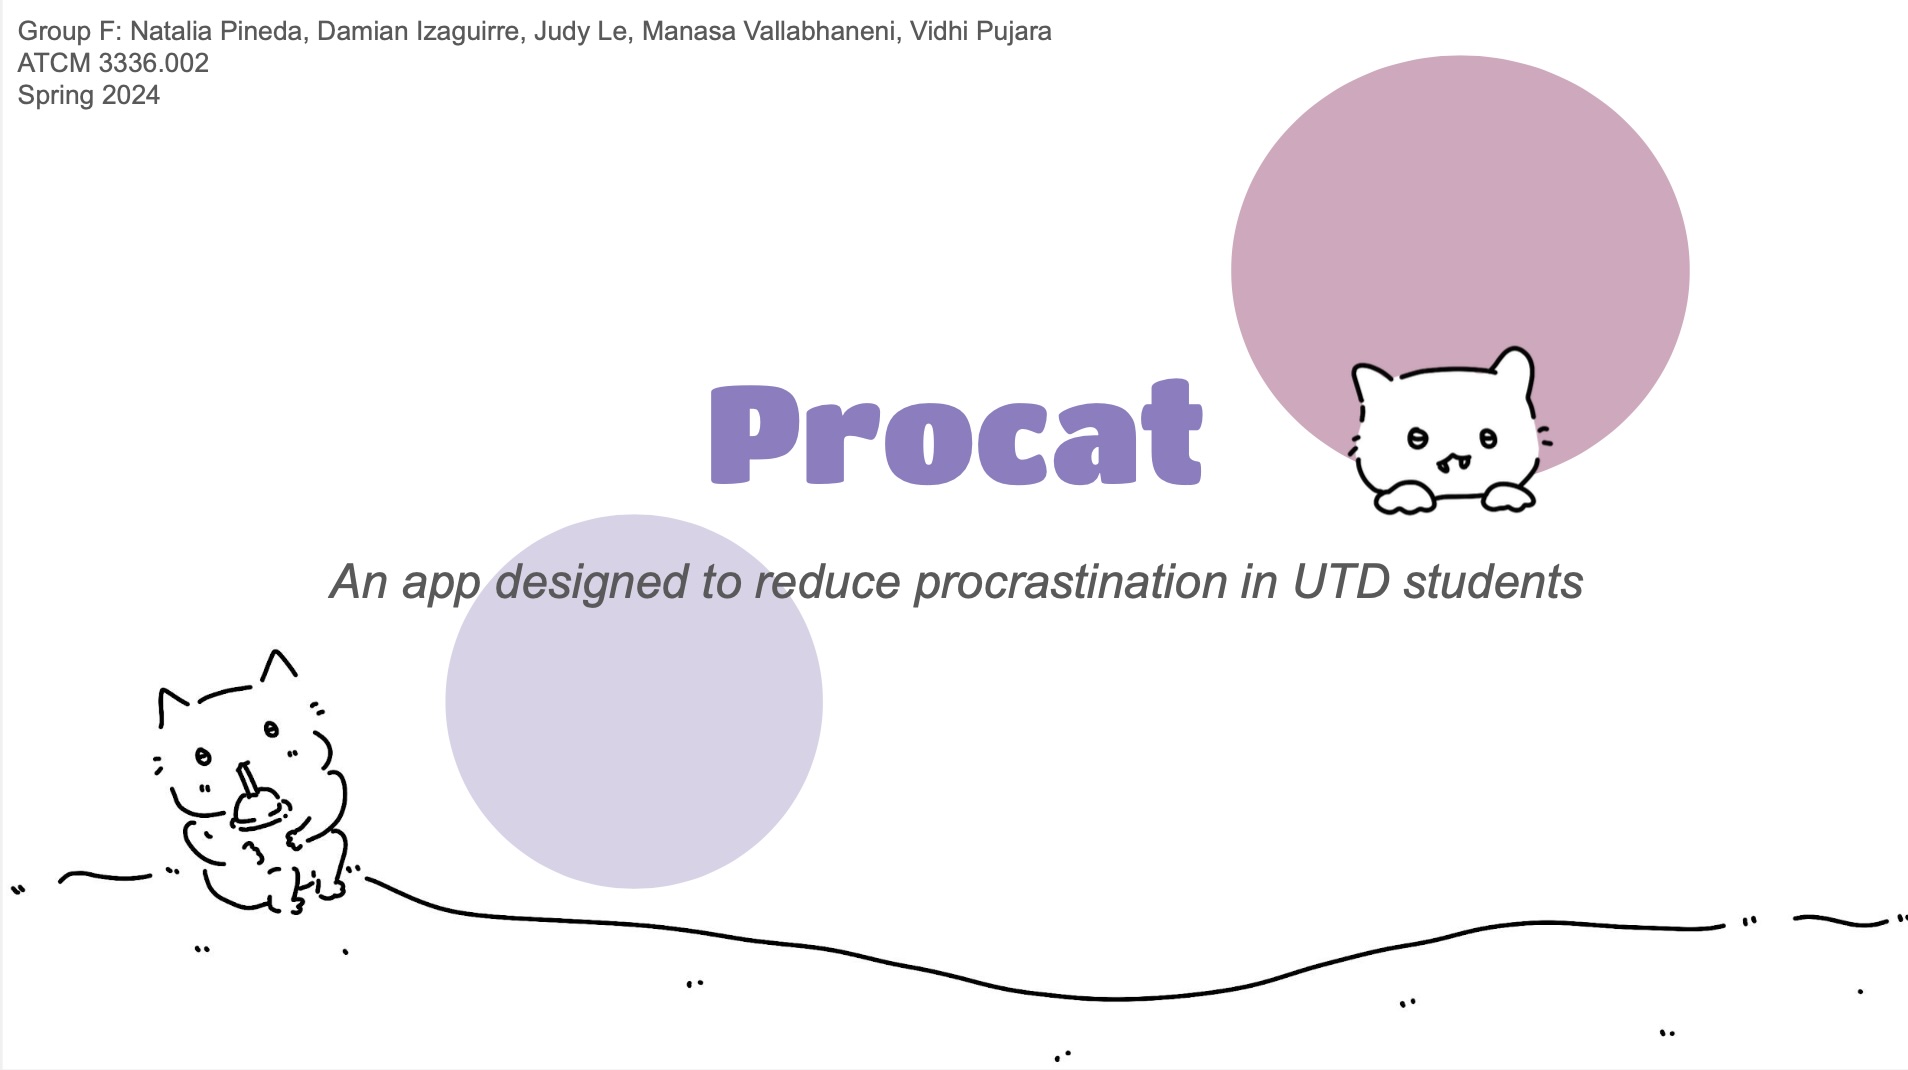 Group F: Natalia Pineda, Damian Izaguirre, Judy Le, Manasa Vallabhaneni, Vidhi Pujara
ATCM 3336.002
Spring 2024
Procat
An app designed to reduce procrastination in UTD students